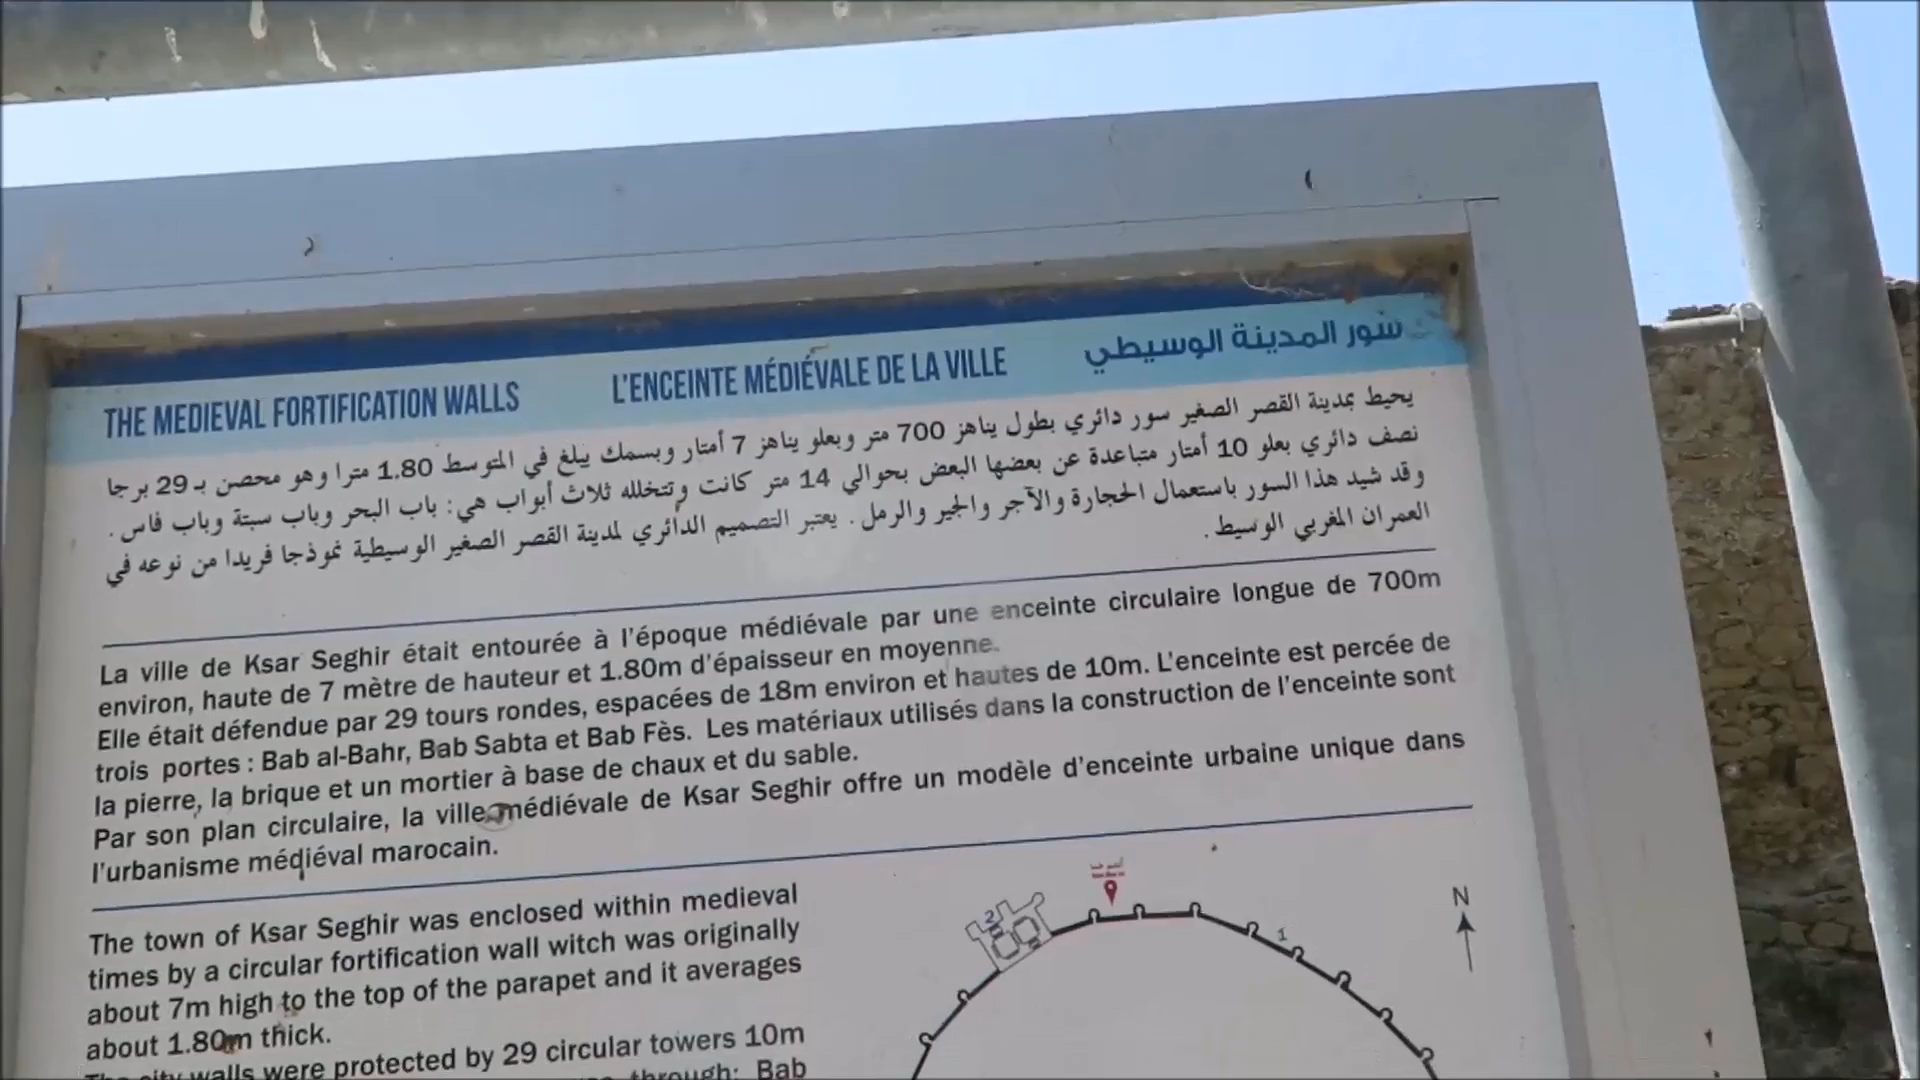 THE MEDIEVAL FORTIFICATION WALLS
L'ENCEINTE MÉDIÉVALE DE LA VILLE
سور المدينة الوسيطي
يحيط بمدينة القصر الصغير سور دائري بطول يناهز 700 متر وبعلو يناهز 7 أمتار وبسمك يبلغ في المتوسط 1.80 مترا وهو محصن بـ 29 برجا
نصف دائري بعلو 10 أمتار متباعدة عن بعضها البعض بحوالي 14 متر كانت وتتخلله ثلاث أبواب هي: باب البحر وباب سبتة وباب فاس.
وقد شيد هذا السور باستعمال الحجارة والآجر والجير والرمل. يعتبر التصميم الدائري لمدينة القصر الصغير الوسيطية نموذجا فريدا من نوعه في
العمران المغربي الوسيط.
La ville de Ksar Seghir était entourée à l'époque médiévale par une enceinte circulaire longue de 700m
environ, haute de 7 mètre de hauteur et 1.80m d'épaisseur en moyenne.
Elle était défendue par 29 tours rondes, espacées de 18m environ et hautes de 10m. L'enceinte est percée de
trois portes : Bab al-Bahr, Bab Sabta et Bab Fès. Les matériaux utilisés dans la construction de l'enceinte sont
la pierre, la brique et un mortier à base de chaux et du sable.
Par son plan circulaire, la ville médiévale de Ksar Seghir offre un modèle d'enceinte urbaine unique dans
l'urbanisme médiéval marocain.
The town of Ksar Seghir was enclosed within medieval
times by a circular fortification wall witch was originally
about 7m high to the top of the parapet and it averages
about 1.80m thick.
The city walls were protected by 29 circular towers 10m
through: Bab
2
1
N